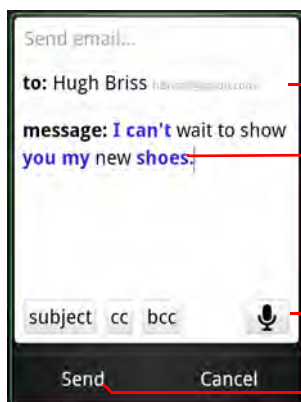 Send email...
to: Hugh Briss
message: I can't wait to show
you my new shoes.
subject cc bcc
Send Cancel